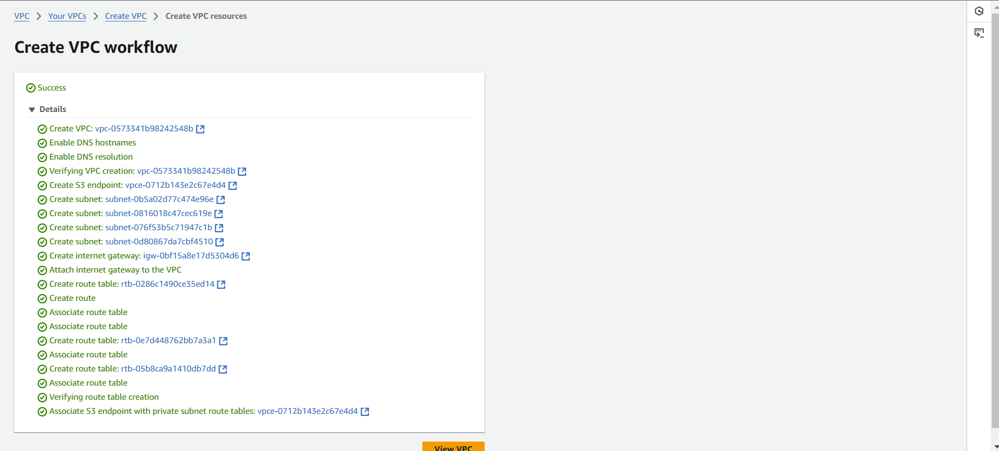 VPC > Your VPCs > Create VPC > Create VPC resources
Create VPC workflow
Success
Details
Create VPC: vpc-0573341b98242548b
Enable DNS hostnames
Enable DNS resolution
Verifying VPC creation: vpc-0573341b98242548b
Create S3 endpoint: vpce-0712b143e2c67e4d4
Create subnet: subnet-0b5a02d77c474e96e
Create subnet: subnet-0816018c47cec619e
Create subnet: subnet-076f53b5c71947c1b
Create subnet: subnet-0d80867da7cbf4510
Create internet gateway: igw-0bf15a8e17d5304d6
Attach internet gateway to the VPC
Create route table: rtb-0286c1490ce35ed14
Create route
Associate route table
Associate route table
Create route table: rtb-0e7d448762bb7a3a1
Associate route table
Create route table: rtb-05b8ca9a1410db7dd
Associate route table
Verifying route table creation
Associate S3 endpoint with private subnet route tables: vpce-0712b143e2c67e4d4
View VPC